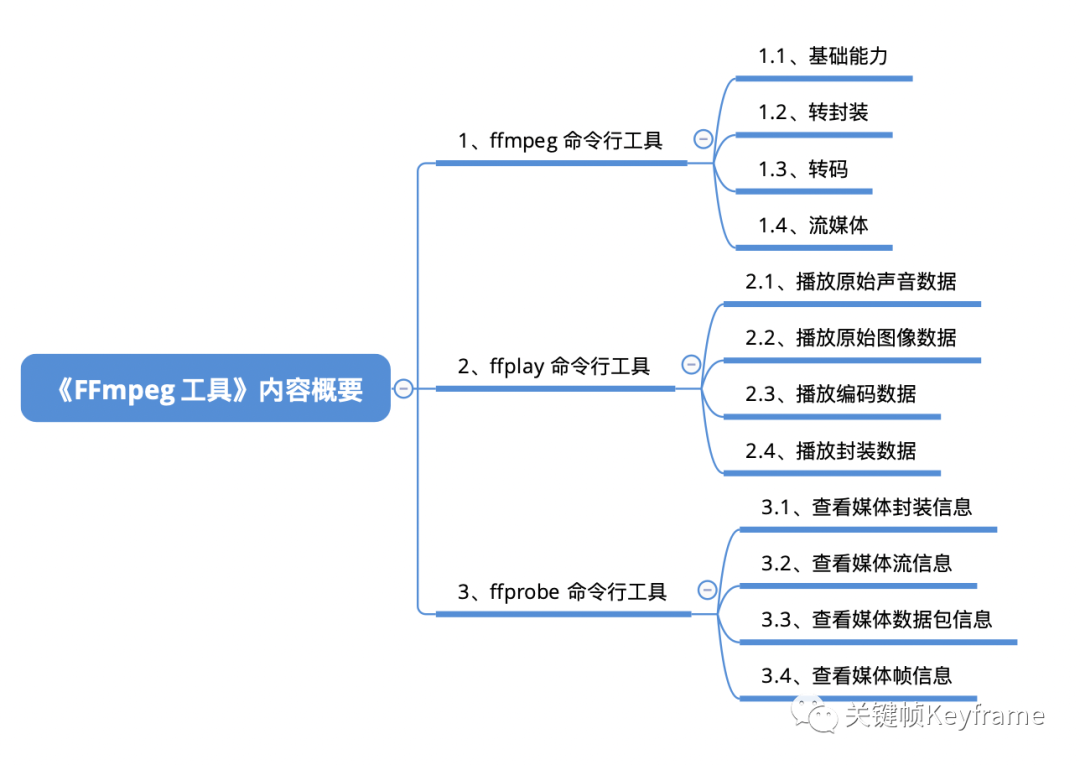 《FFmpeg 工具》内容概要
1、ffmpeg 命令行工具
1.1、基础能力
1.2、转封装
1.3、转码
1.4、流媒体
2、ffplay 命令行工具
2.1、播放原始声音数据
2.2、播放原始图像数据
2.3、播放编码数据
2.4、播放封装数据
3、ffprobe 命令行工具
3.1、查看媒体封装信息
3.2、查看媒体流信息
3.3、查看媒体数据包信息
3.4、查看媒体帧信息
关键帧Keyframe